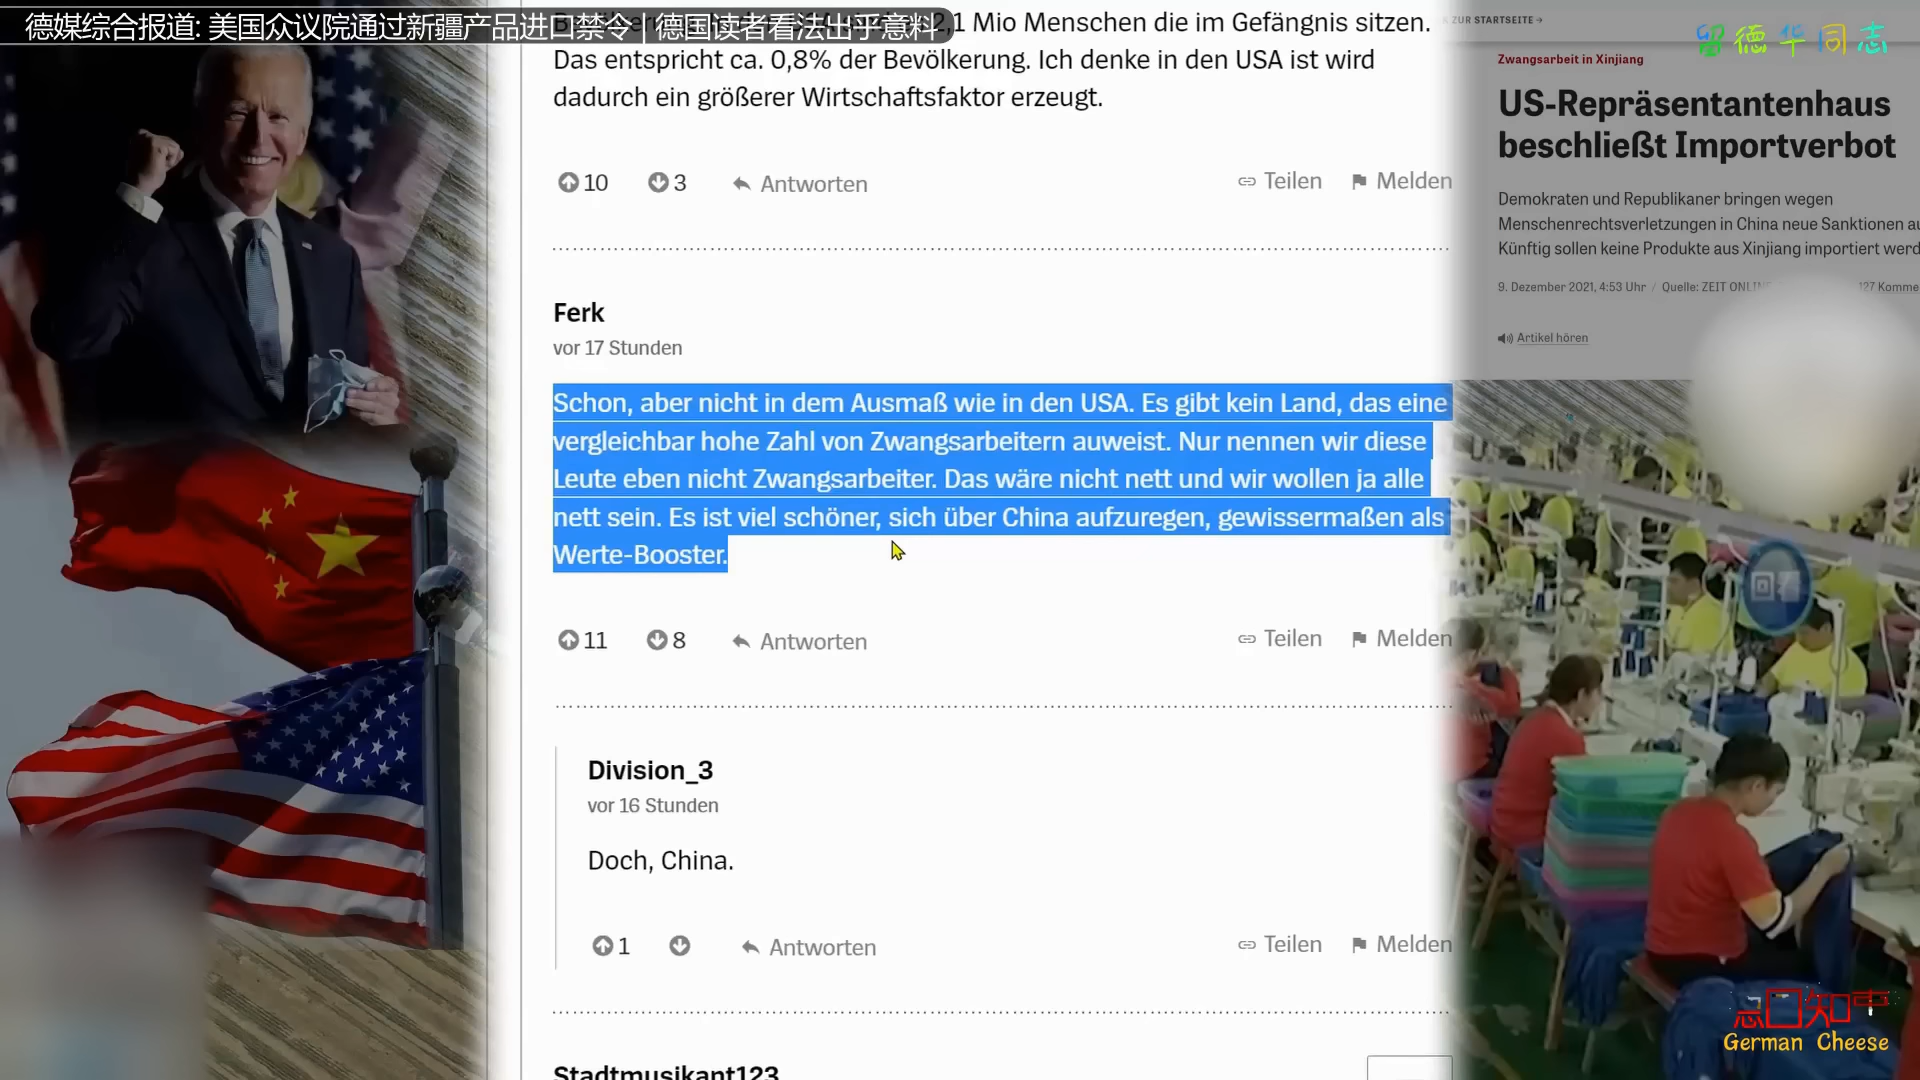 德媒综合报道: 美国众议院通过新疆产品进口禁令 | 德国读者看法出乎意料
2,1 Mio Menschen die im Gefängnis sitzen.
Das entspricht ca. 0,8% der Bevölkerung. Ich denke in den USA ist wird
dadurch ein größerer Wirtschaftsfaktor erzeugt.
10 3 Antworten Teilen Melden
Ferk
vor 17 Stunden
Schon, aber nicht in dem Ausmaß wie in den USA. Es gibt kein Land, das eine
vergleichbar hohe Zahl von Zwangsarbeitern auweist. Nur nennen wir diese
Leute eben nicht Zwangsarbeiter. Das wäre nicht nett und wir wollen ja alle
nett sein. Es ist viel schöner, sich über China aufzuregen, gewissermaßen als
Werte-Booster.
11 8 Antworten Teilen Melden
Division_3
vor 16 Stunden
Doch, China.
1 Antworten Teilen Melden
Stadtmusikant123
ZUR STARTSEITE
留德华同志
Zwangsarbeit in Xinjiang
US-Repräsentantenhaus
beschließt Importverbot
Demokraten und Republikaner bringen wegen
Menschenrechtsverletzungen in China neue Sanktionen
Künftig sollen keine Produkte aus Xinjiang importiert
9. Dezember 2021, 4:53 Uhr / Quelle: ZEIT
Artikel hören
German Cheese